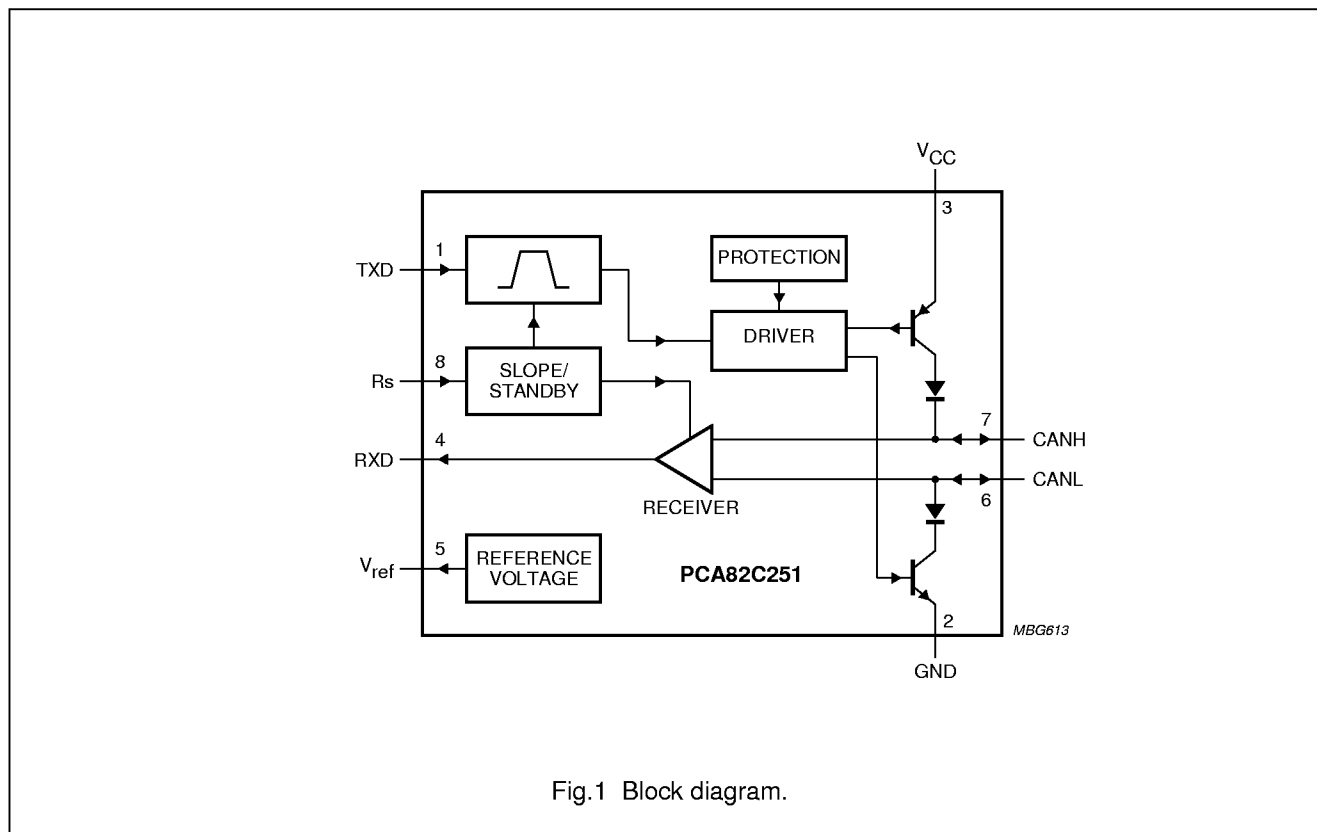 VCC
3
1
TXD
PROTECTION
DRIVER
8
Rs
SLOPE/
STANDBY
7
CANH
4
RXD
CANL
6
RECEIVER
5
Vref
REFERENCE
VOLTAGE
PCA82C251
2
MBG613
GND
Fig.1 Block diagram.